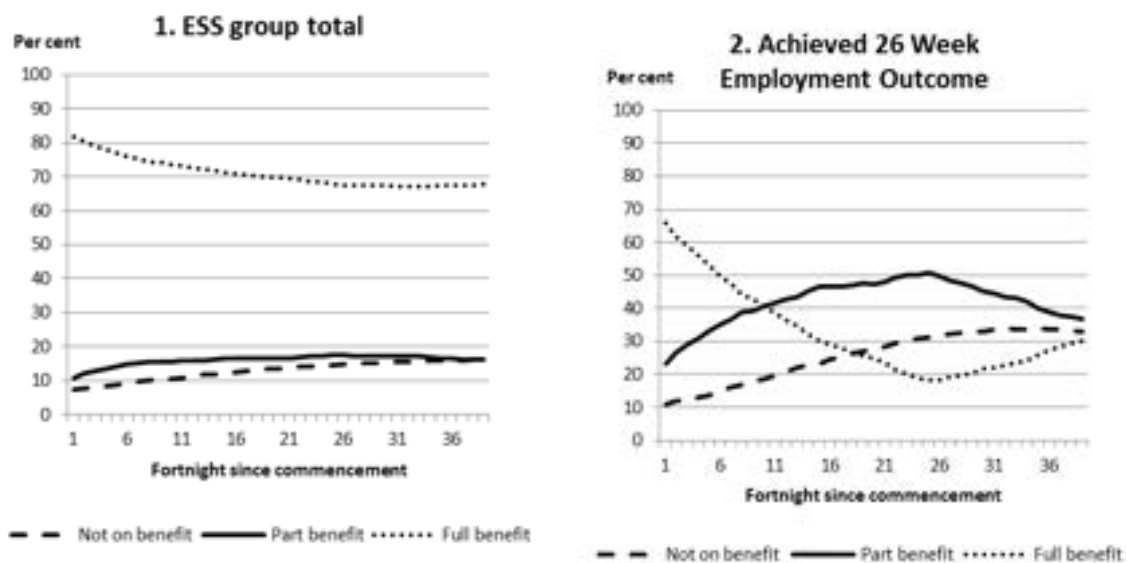 1. ESS group total
Per cent
100
90
80
70
60
50
40
30
20
10
0
1 6 11 16 21 26 31 36
Fortnight since commencement
Not on benefit Part benefit Full benefit
2. Achieved 26 Week
Employment Outcome
Per cent
100
90
80
70
60
50
40
30
20
10
0
1 6 11 16 21 26 31 36
Fortnight since commencement
Not on benefit Part benefit Full benefit